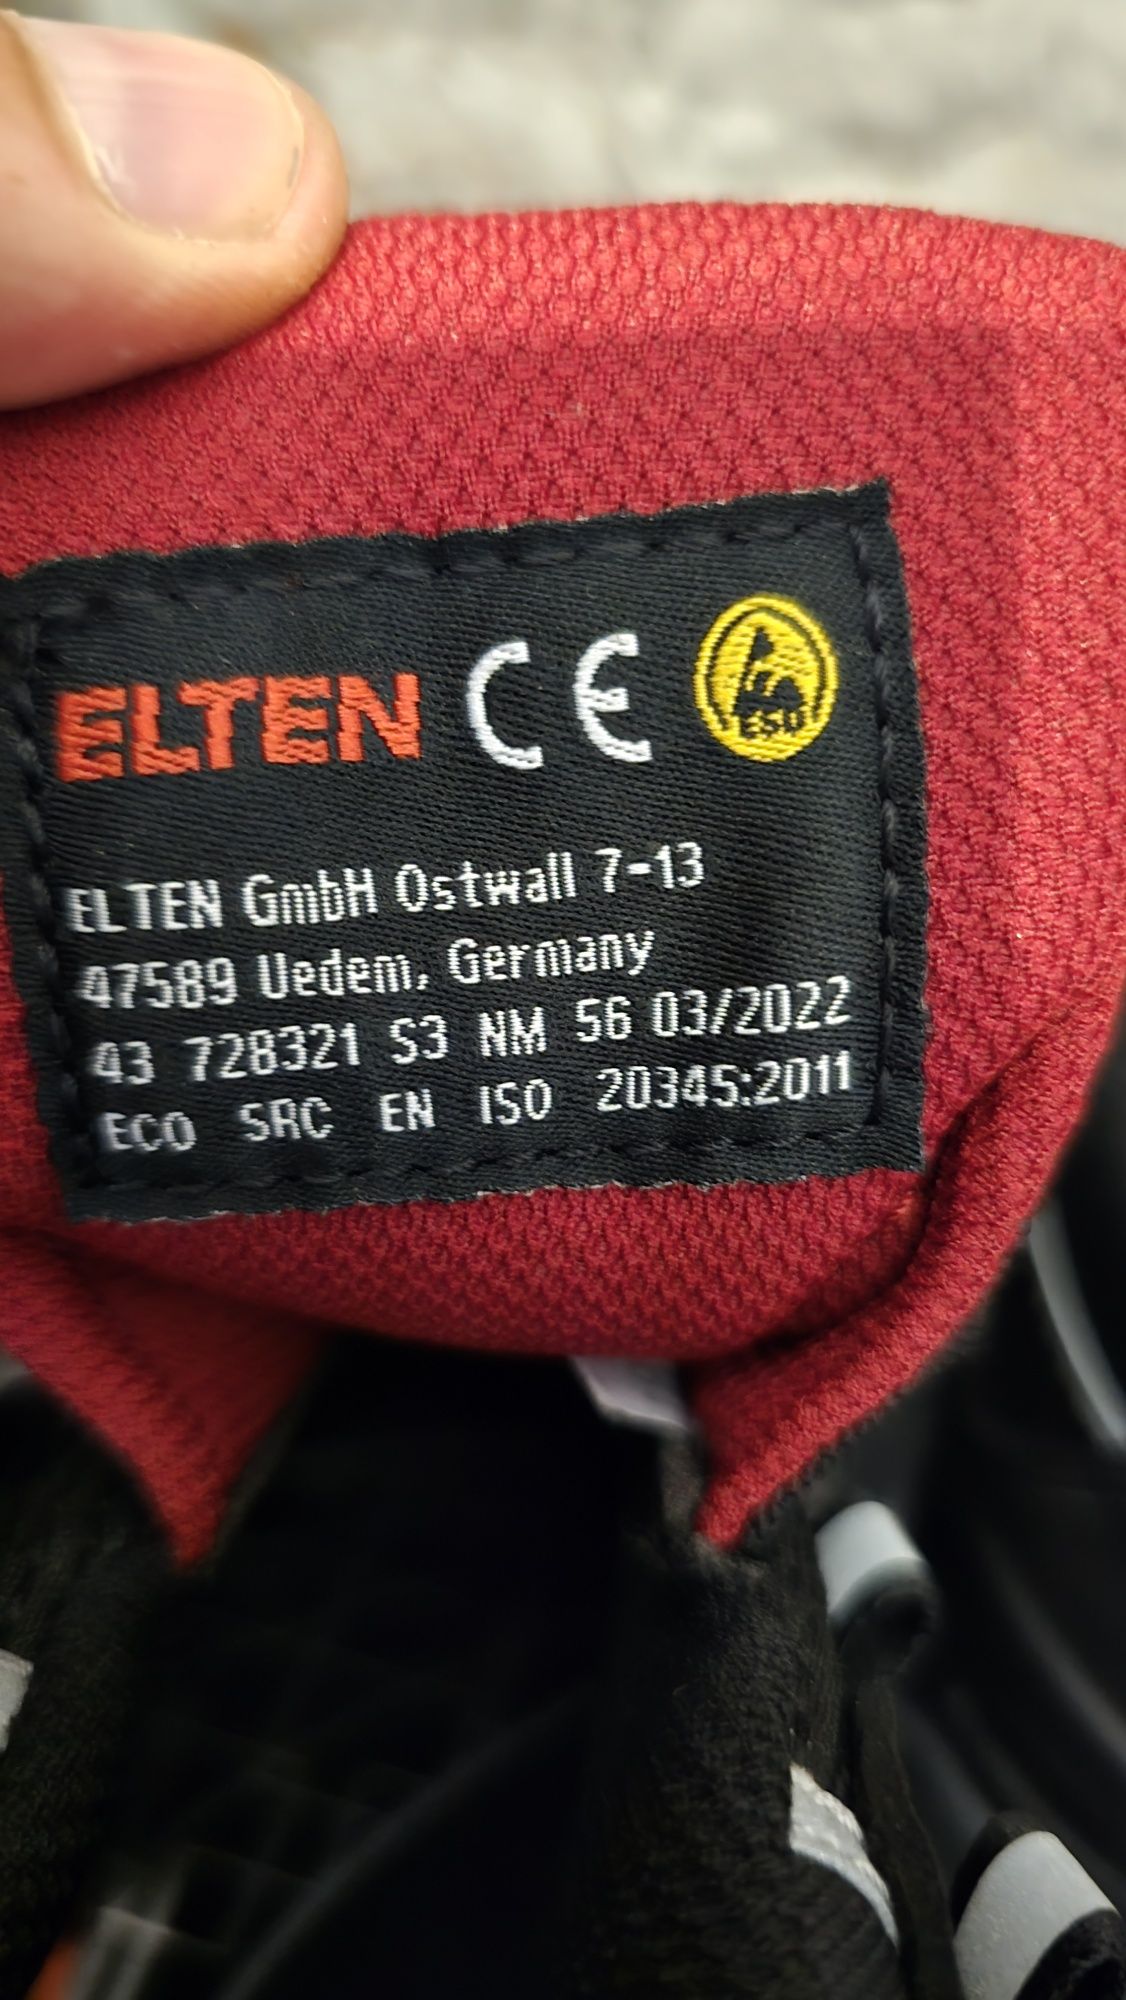 ELTEN CE ESD
ELTEN GmbH Ostwall 7-13
47589 Uedem, Germany
43 728321 S3 NM 56 03/2022
ECO SRC EN ISO 20345:2011